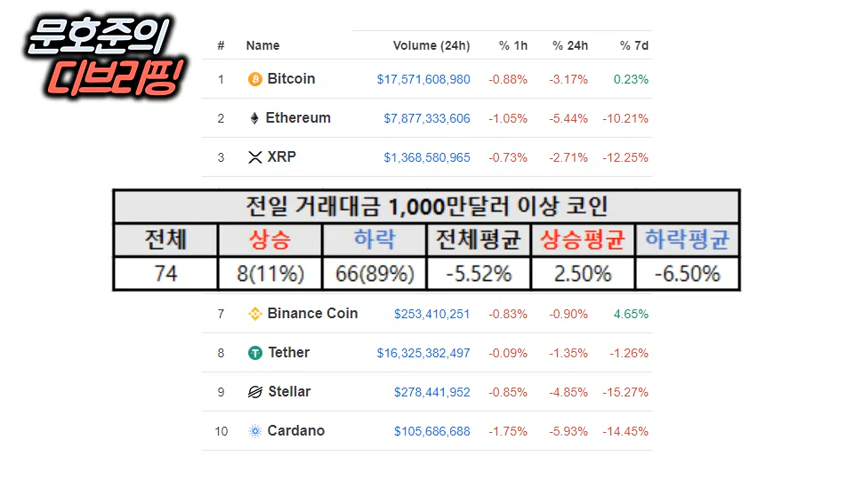 문호준의
디브리핑
# Name Volume (24h) % 1h % 24h % 7d
1 Bitcoin $17,571,608,980 -0.88% -3.17% 0.23%
2 Ethereum $7,877,333,606 -1.05% -5.44% -10.21%
3 XRP $1,368,580,965 -0.73% -2.71% -12.25%
전일 거래대금 1,000만달러 이상 코인
전체 상승 하락 전체평균 상승평균 하락평균
74 8(11%) 66(89%) -5.52% 2.50% -6.50%
7 Binance Coin $253,410,251 -0.83% -0.90% 4.65%
8 Tether $16,325,382,497 -0.09% -1.35% -1.26%
9 Stellar $278,441,952 -0.85% -4.85% -15.27%
10 Cardano $105,686,688 -1.75% -5.93% -14.45%